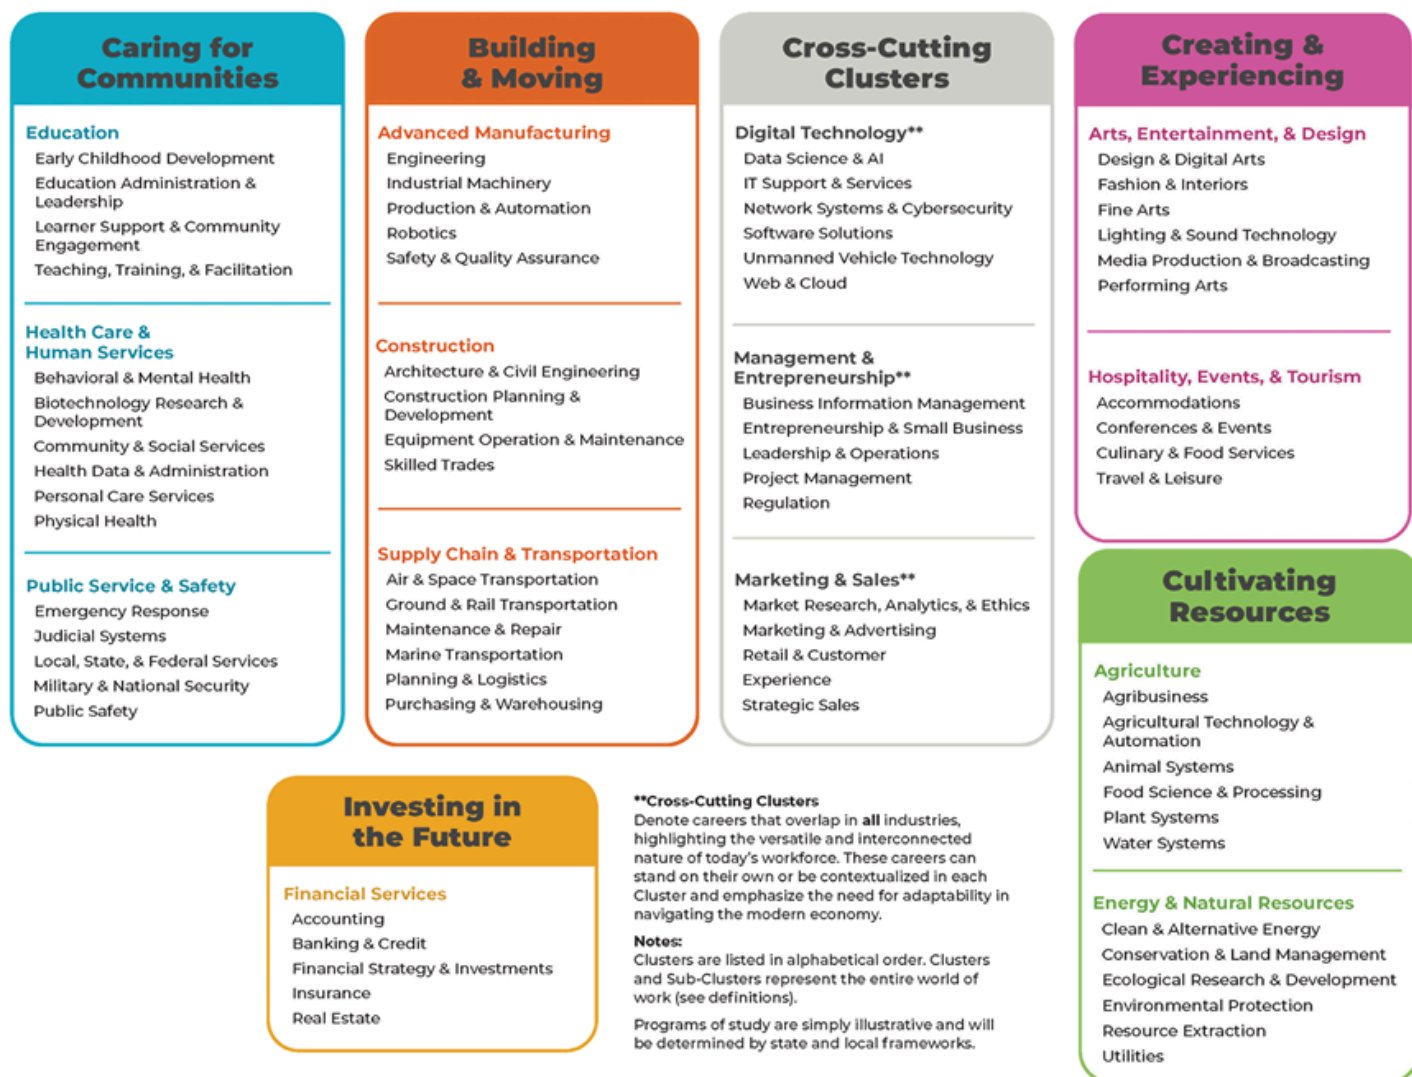 Caring for
Communities
Education
Early Childhood Development
Education Administration &
Leadership
Learner Support & Community
Engagement
Teaching, Training, & Facilitation
Health Care &
Human Services
Behavioral & Mental Health
Biotechnology Research &
Development
Community & Social Services
Health Data & Administration
Personal Care Services
Physical Health
Public Service & Safety
Emergency Response
Judicial Systems
Local, State, & Federal Services
Military & National Security
Public Safety
Building
& Moving
Advanced Manufacturing
Engineering
Industrial Machinery
Production & Automation
Robotics
Safety & Quality Assurance
Construction
Architecture & Civil Engineering
Construction Planning &
Development
Equipment Operation & Maintenance
Skilled Trades
Supply Chain & Transportation
Air & Space Transportation
Ground & Rail Transportation
Maintenance & Repair
Marine Transportation
Planning & Logistics
Purchasing & Warehousing
Cross-Cutting
Clusters
Digital Technology**
Data Science & AI
IT Support & Services
Network Systems & Cybersecurity
Software Solutions
Unmanned Vehicle Technology
Web & Cloud
Management &
Entrepreneurship**
Business Information Management
Entrepreneurship & Small Business
Leadership & Operations
Project Management
Regulation
Marketing & Sales**
Market Research, Analytics, & Ethics
Marketing & Advertising
Retail & Customer
Experience
Strategic Sales
Creating &
Experiencing
Arts, Entertainment, & Design
Design & Digital Arts
Fashion & Interiors
Fine Arts
Lighting & Sound Technology
Media Production & Broadcasting
Performing Arts
Hospitality, Events, & Tourism
Accommodations
Conferences & Events
Culinary & Food Services
Travel & Leisure
Cultivating
Resources
Agriculture
Agribusiness
Agricultural Technology &
Automation
Animal Systems
Food Science & Processing
Plant Systems
Water Systems
Energy & Natural Resources
Clean & Alternative Energy
Conservation & Land Management
Ecological Research & Development
Environmental Protection
Resource Extraction
Utilities
Investing in
the Future
Financial Services
Accounting
Banking & Credit
Financial Strategy & Investments
Insurance
Real Estate
**Cross-Cutting Clusters
Denote careers that overlap in all industries,
highlighting the versatile and interconnected
nature of today's workforce. These careers can
stand on their own or be contextualized in each
Cluster and emphasize the need for adaptability in
navigating the modern economy.
Notes:
Clusters are listed in alphabetical order. Clusters
and Sub-Clusters represent the entire world of
work (see definitions).
Programs of study are simply illustrative and will
be determined by state and local frameworks.